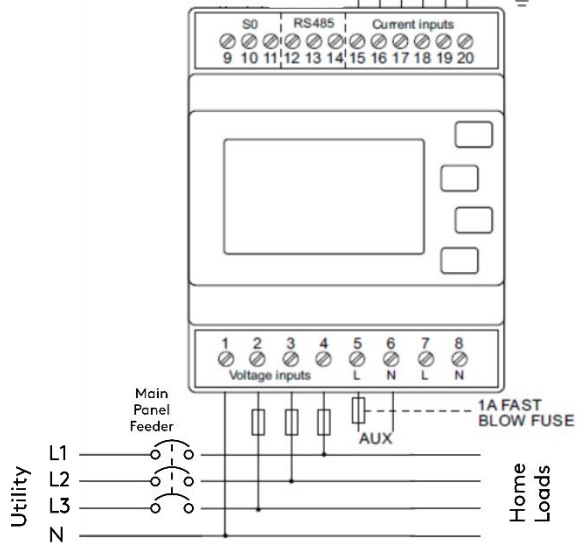 S0 RS485 Current inputs
9 10 11 12 13 14 15 16 17 18 19 20
1 2 3 4 5 6 7 8
Voltage inputs L N L N
Main
Panel
Feeder
1A FAST
BLOW FUSE
AUX
Utility
L1
L2
L3
N
Home
Loads